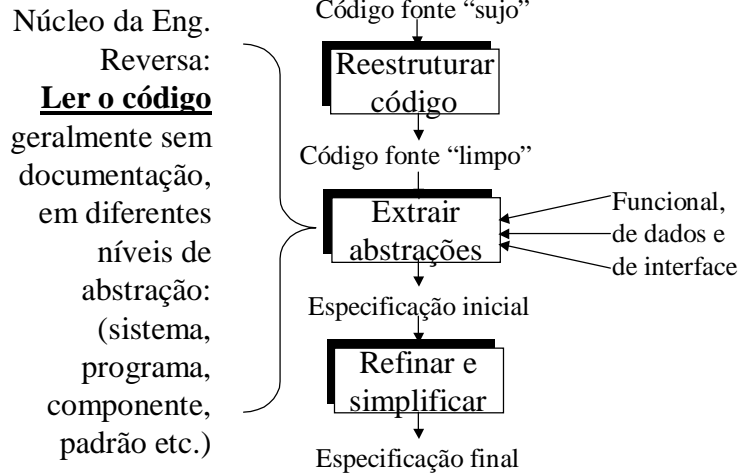 Núcleo da Eng.
Reversa:
Ler o código
geralmente sem
documentação,
em diferentes
níveis de
abstração:
(sistema,
programa,
componente,
padrão etc.)
Código fonte “sujo”
Reestruturar
código
Código fonte “limpo”
Extrair
abstrações
Funcional,
de dados e
de interface
Especificação inicial
Refinar e
simplificar
Especificação final